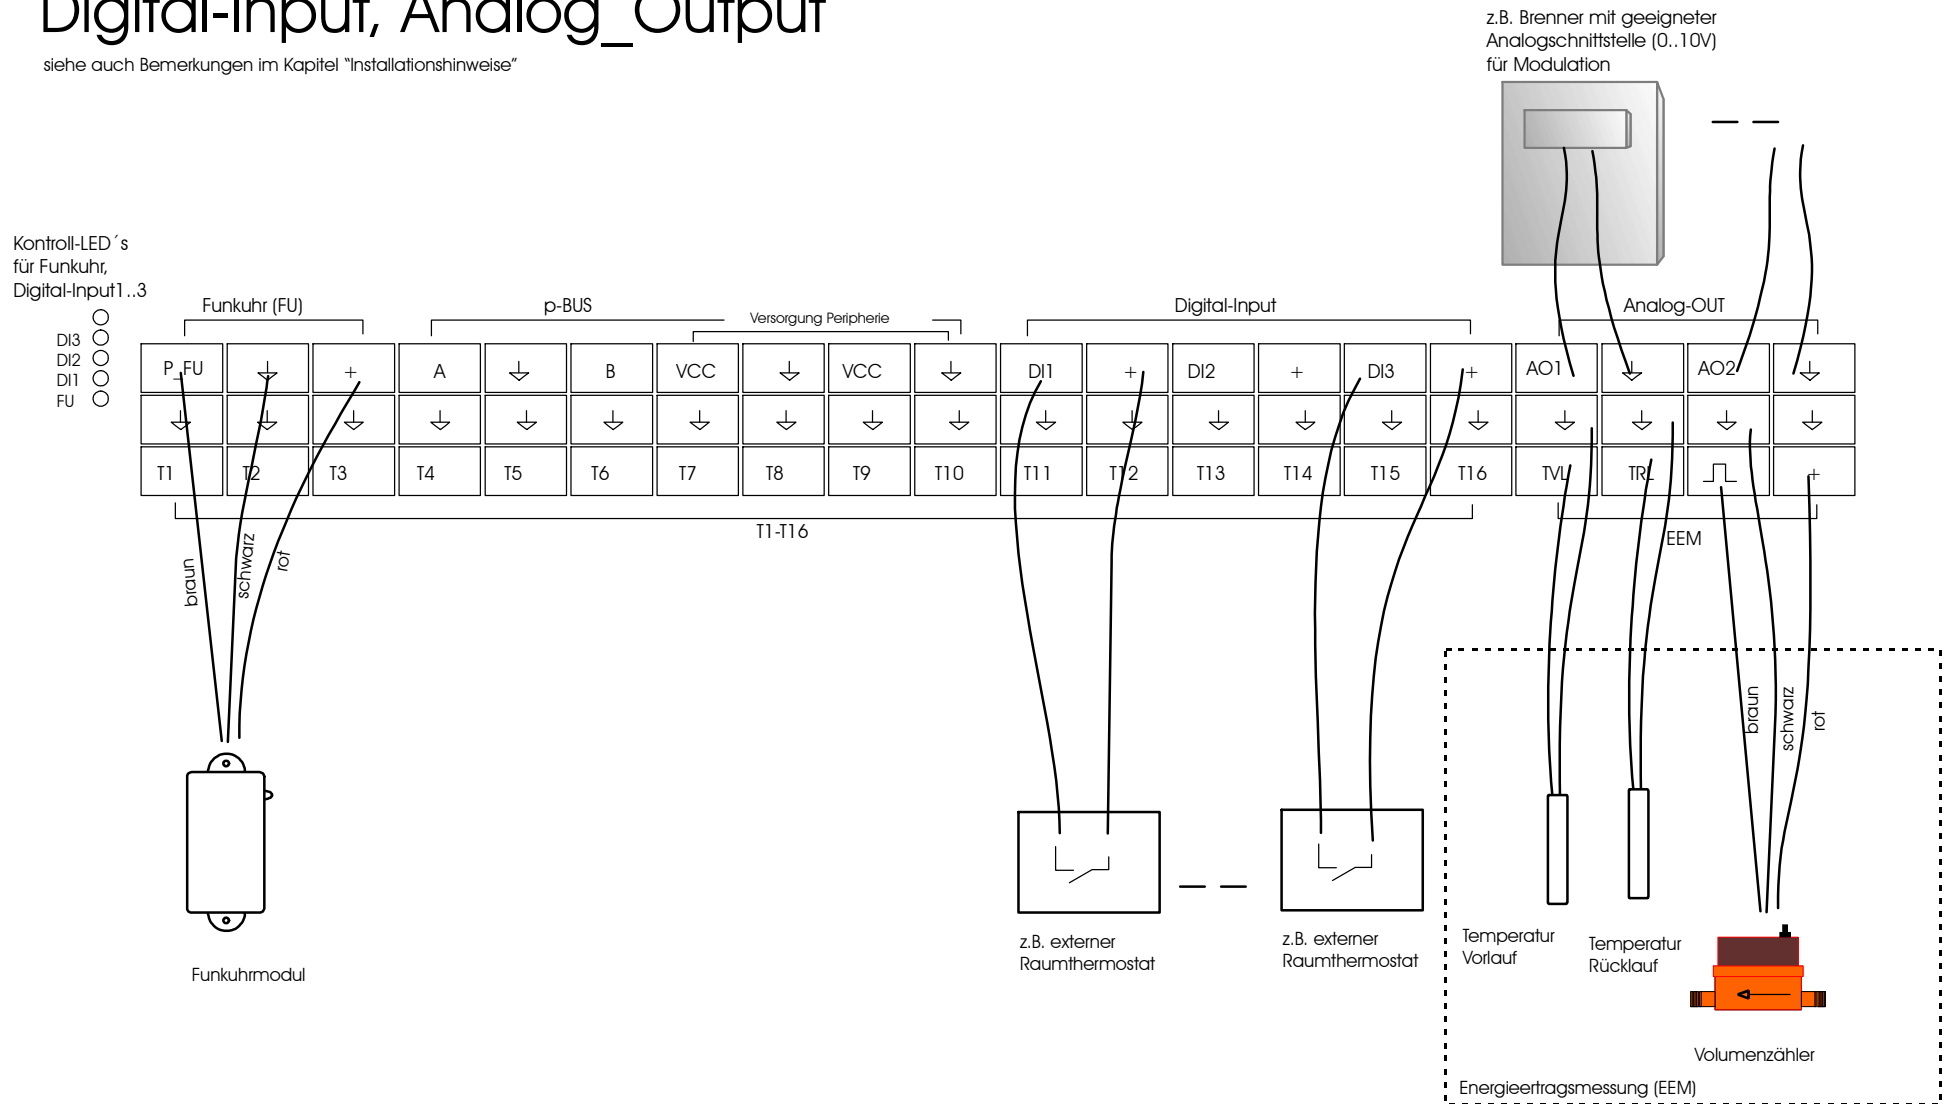 Digital-Input, Analog_Output
siehe auch Bemerkungen im Kapitel "Installationshinweise"
z.B. Brenner mit geeigneter
Analogschnittstelle (0..10V)
für Modulation
Kontroll-LED´s
für Funkuhr,
Digital-Input1..3
DI3
DI2
DI1
FU
Funkuhr (FU)
p-BUS
Versorgung Peripherie
Digital-Input
Analog-OUT
P_FU + A B VCC VCC DI1 + DI2 + DI3 + AO1 AO2
T1 T2 T3 T4 T5 T6 T7 T8 T9 T10 T11 T12 T13 T14 T15 T16 TVL TRL +
T1-T16
EEM
braun
schwarz
rot
braun
schwarz
rot
Funkuhrmodul
z.B. externer
Raumthermostat
z.B. externer
Raumthermostat
Temperatur
Vorlauf
Temperatur
Rücklauf
Volumenzähler
Energieertragsmessung (EEM)